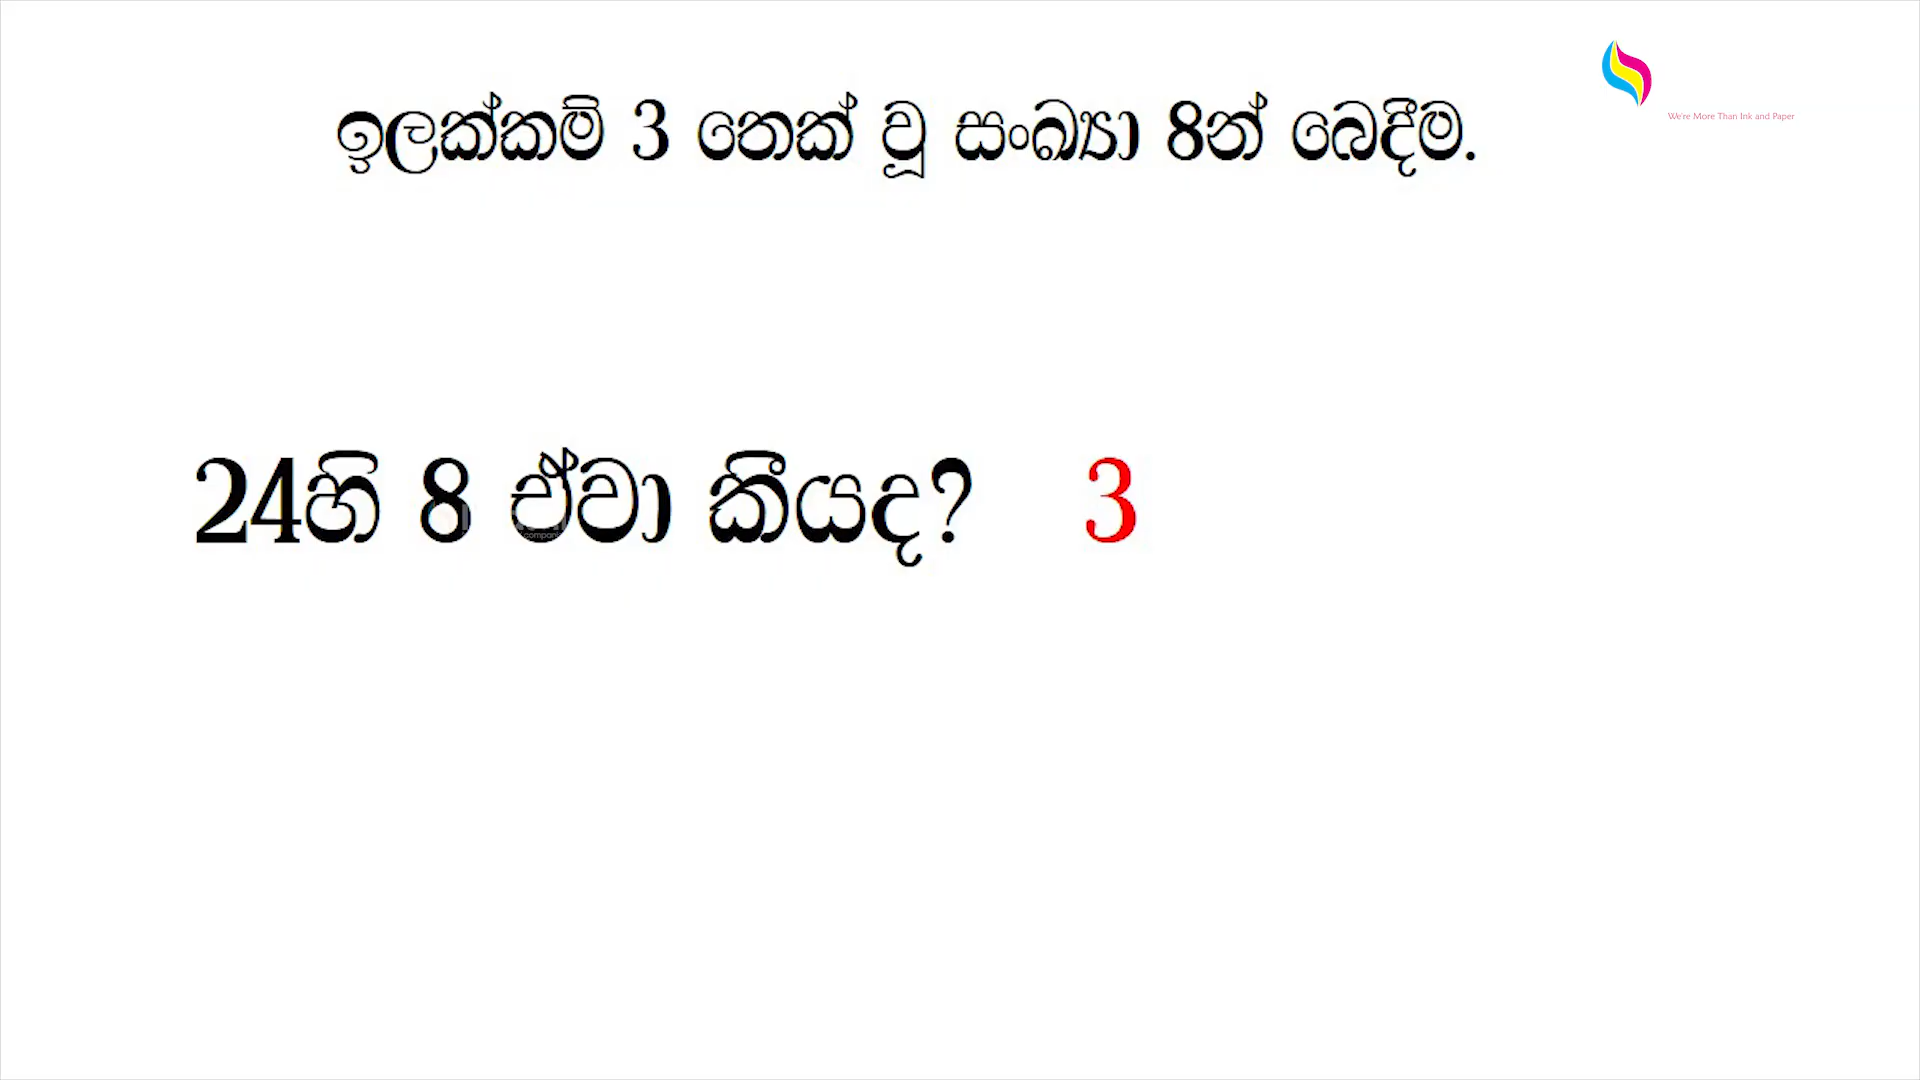 ඉලක්කම් 3 තෙක් වූ සංඛ්‍යා 8න් බෙදීම.
We're More Than Ink and Paper
24හි 8 ඒවා කීයද? 3